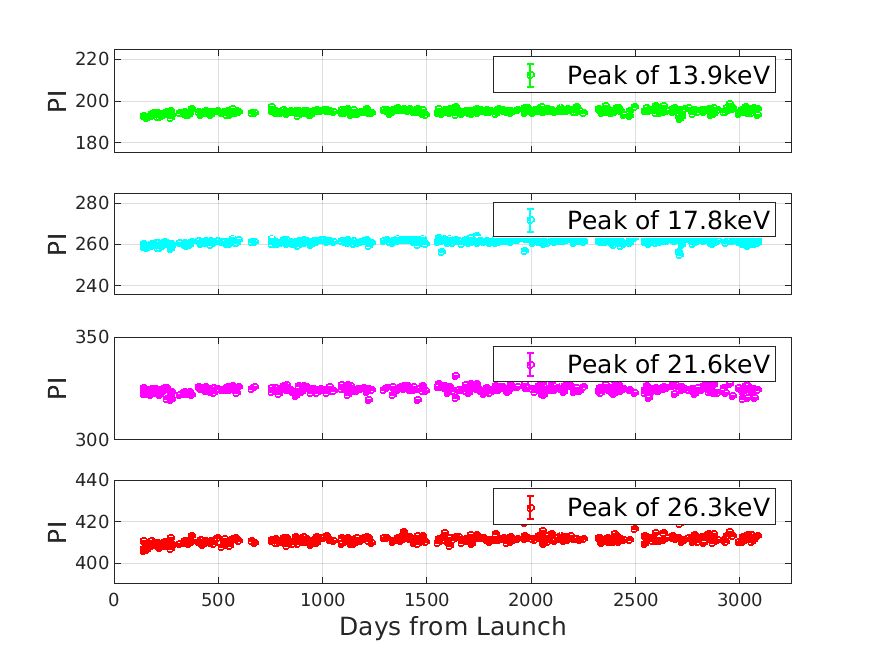 220
Peak of 13.9keV
200
PI
180
280
Peak of 17.8keV
260
PI
240
350
Peak of 21.6keV
PI
300
440
Peak of 26.3keV
420
PI
400
0 500 1000 1500 2000 2500 3000
Days from Launch